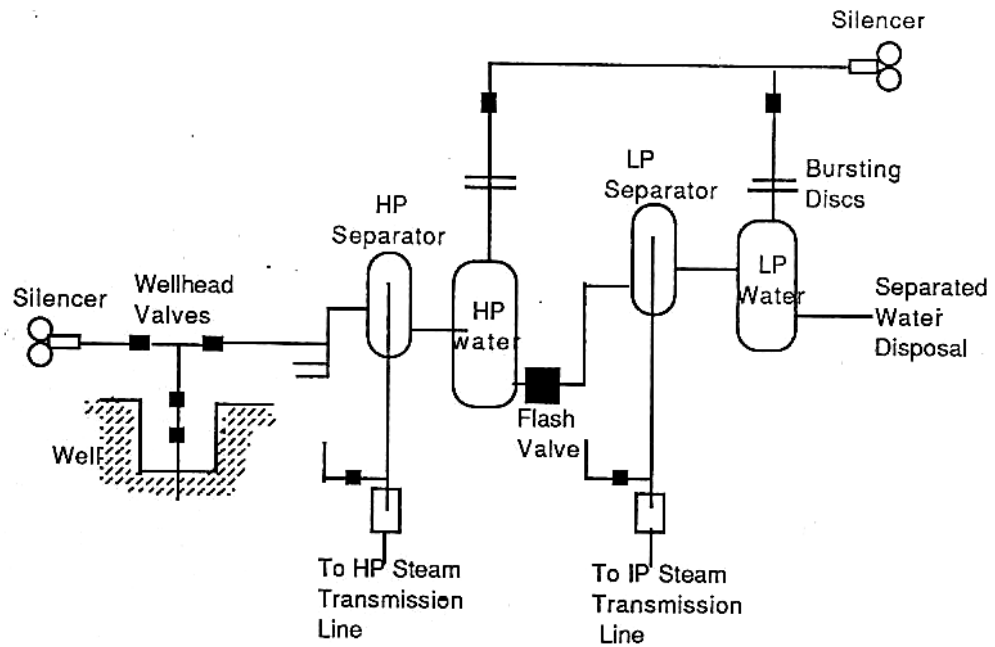 Silencer
LP
Separator
Bursting
Discs
HP
Separator
Wellhead
Valves
Silencer
HP
water
LP
Water
Separated
Water
Disposal
Flash
Valve
Well
To HP Steam
Transmission
Line
To IP Steam
Transmission
Line